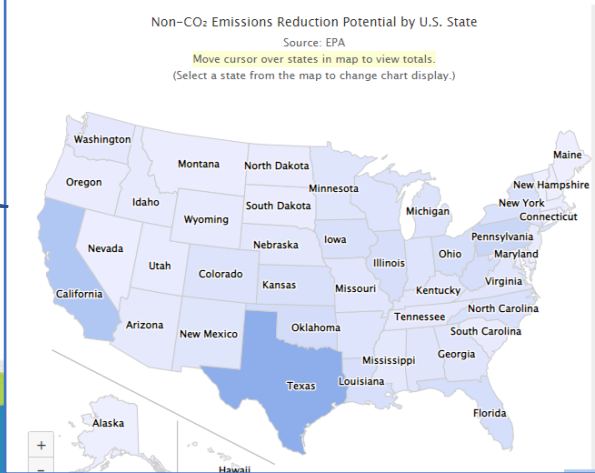 Non-CO₂ Emissions Reduction Potential by U.S. State
Source: EPA
Move cursor over states in map to view totals.
(Select a state from the map to change chart display.)
Washington
Montana
North Dakota
Maine
Oregon
Idaho
Wyoming
South Dakota
Minnesota
Michigan
New Hampshire
New York
Connecticut
Nevada
Utah
Colorado
Nebraska
Iowa
Illinois
Ohio
Pennsylvania
Maryland
California
Kansas
Missouri
Kentucky
Virginia
Arizona
New Mexico
Oklahoma
Tennessee
North Carolina
South Carolina
Texas
Louisiana
Mississippi
Georgia
Florida
Alaska
Hawaii
+
−